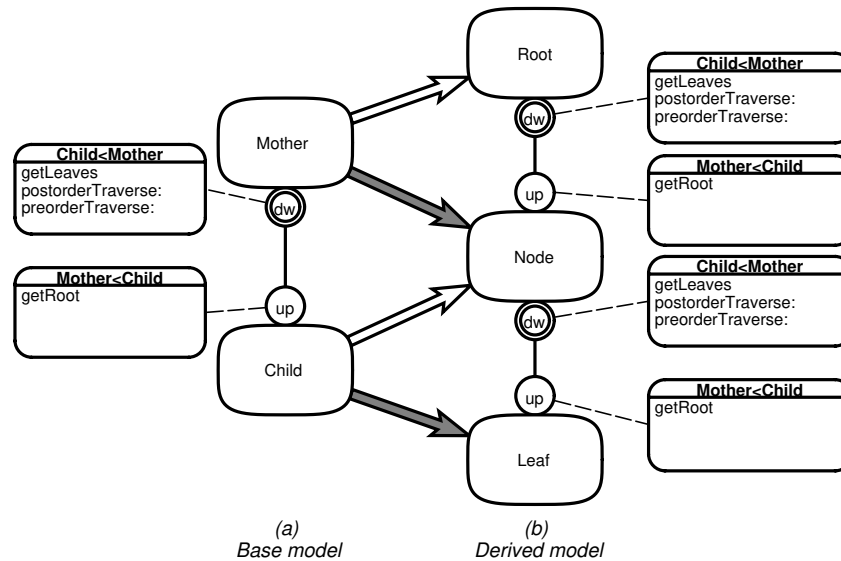 Root
Child<Mother
getLeaves
postorderTraverse:
preorderTraverse:
dw
Mother
Child<Mother
getLeaves
postorderTraverse:
preorderTraverse:
dw
Mother<Child
getRoot
up
Node
Child<Mother
getLeaves
postorderTraverse:
preorderTraverse:
dw
Mother<Child
getRoot
up
Child
Mother<Child
getRoot
up
Leaf
(a)
Base model
(b)
Derived model